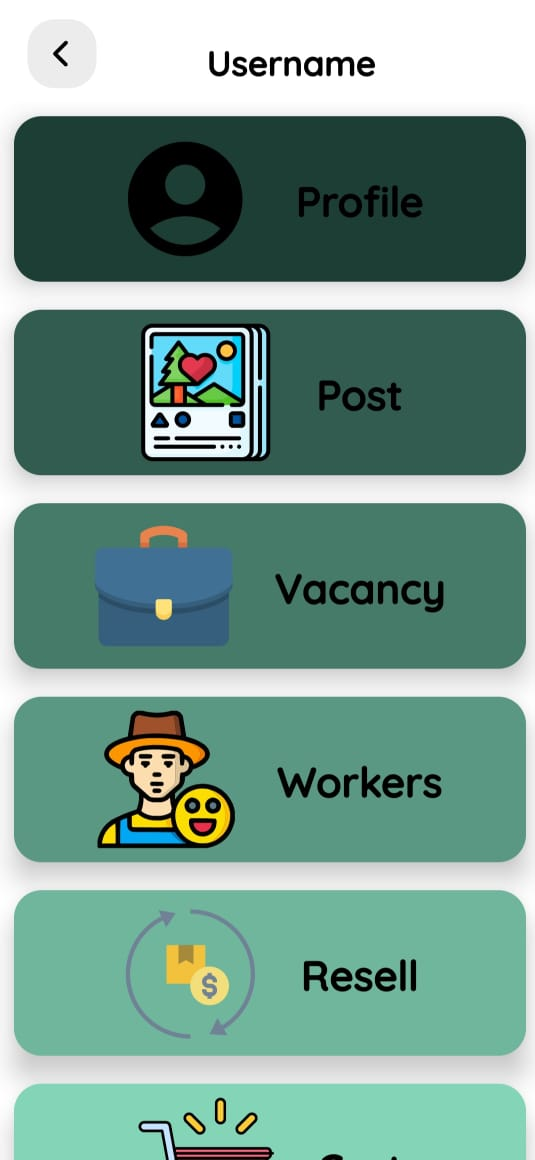 Username
Profile
Post
Vacancy
Workers
$
Resell